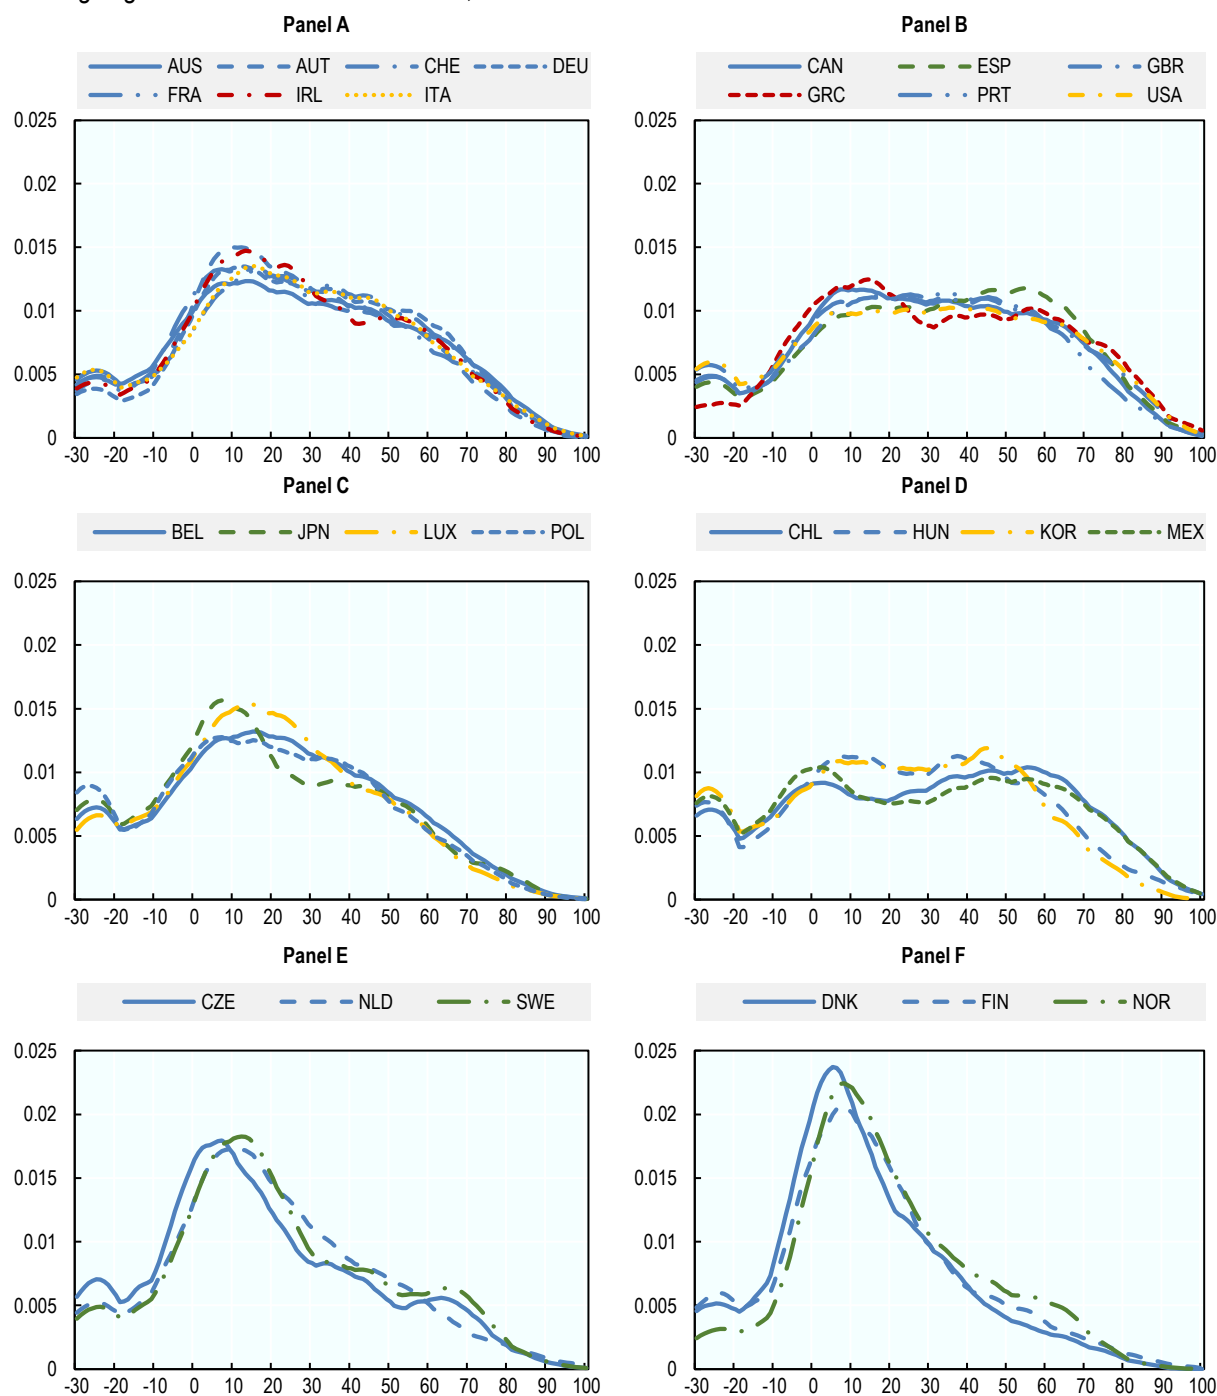 Panel A
Panel B
AUS AUT CHE DEU
FRA IRL ITA
CAN ESP GBR
GRC PRT USA
0.025
0.02
0.015
0.01
0.005
0
-30 -20 -10 0 10 20 30 40 50 60 70 80 90 100
0.025
0.02
0.015
0.01
0.005
0
-30 -20 -10 0 10 20 30 40 50 60 70 80 90 100
Panel C
Panel D
BEL JPN LUX POL
CHL HUN KOR MEX
0.025
0.02
0.015
0.01
0.005
0
-30 -20 -10 0 10 20 30 40 50 60 70 80 90 100
0.025
0.02
0.015
0.01
0.005
0
-30 -20 -10 0 10 20 30 40 50 60 70 80 90 100
Panel E
Panel F
CZE NLD SWE
DNK FIN NOR
0.025
0.02
0.015
0.01
0.005
0
-30 -20 -10 0 10 20 30 40 50 60 70 80 90 100
0.025
0.02
0.015
0.01
0.005
0
-30 -20 -10 0 10 20 30 40 50 60 70 80 90 100